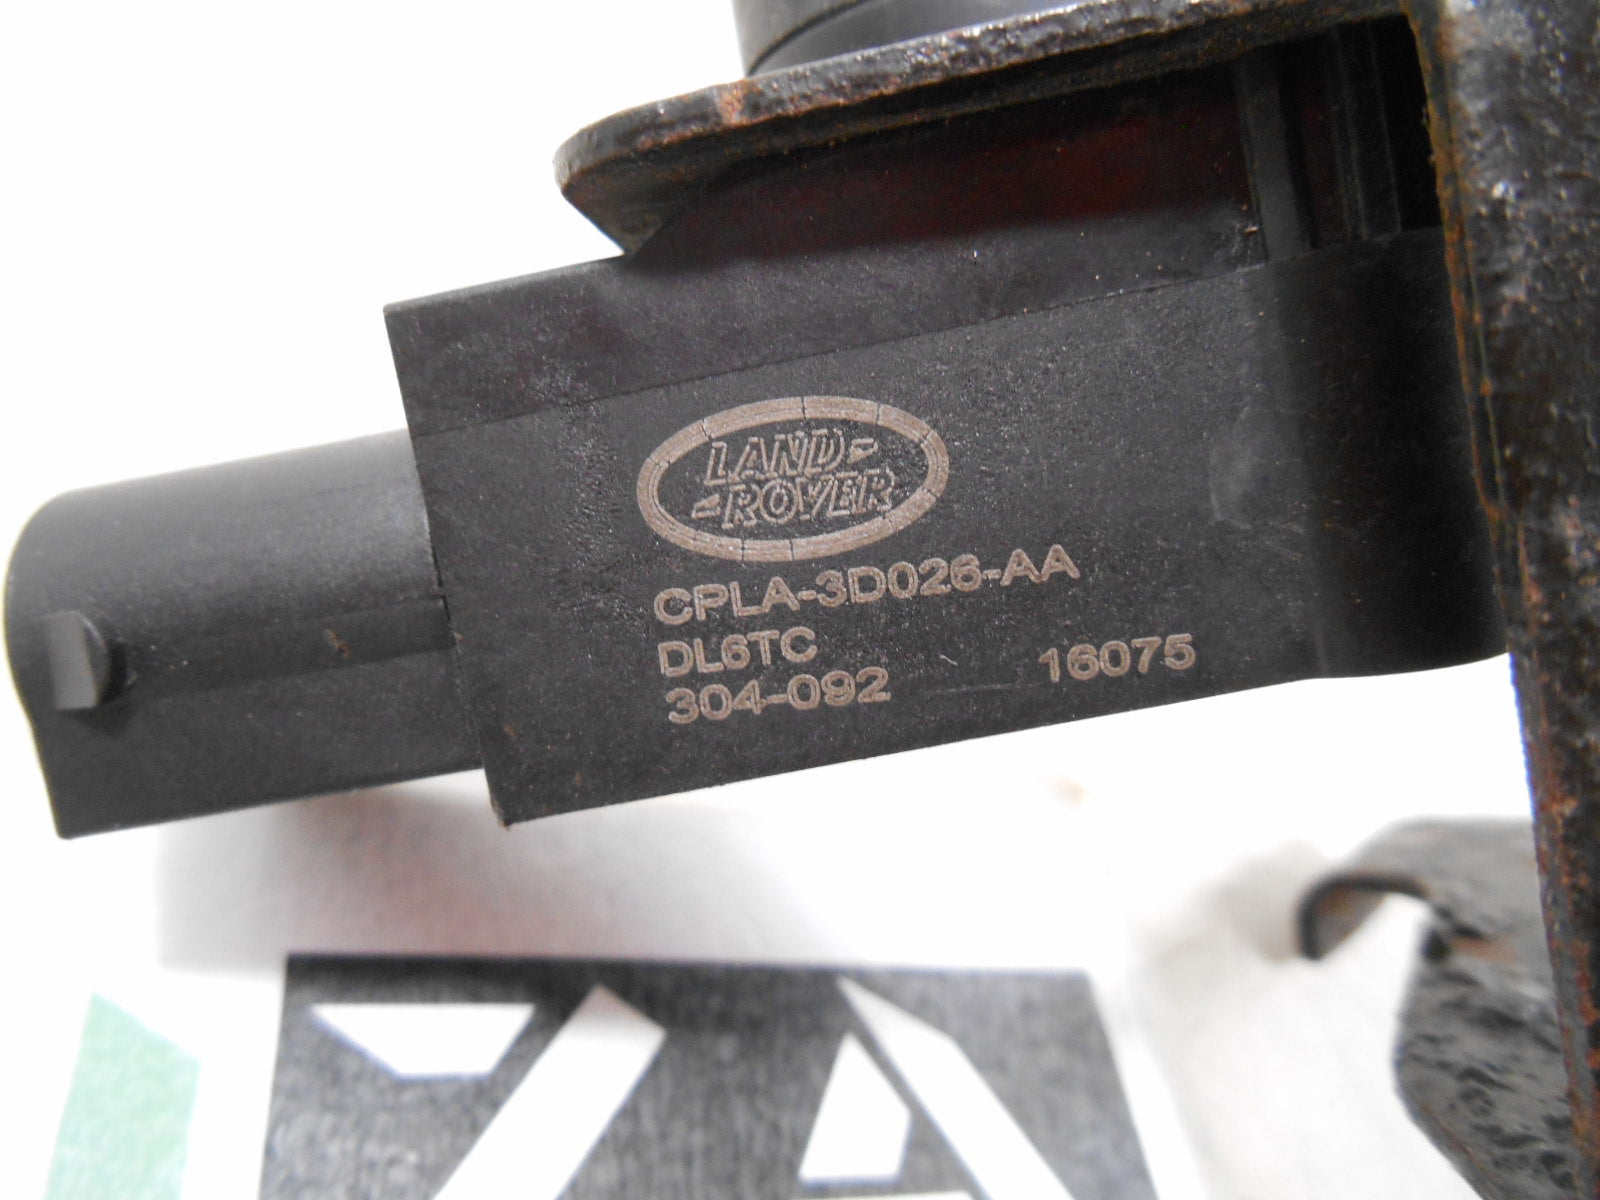 LAND
ROVER
CPLA-3D026-AA
DL6TC
304-092 16075